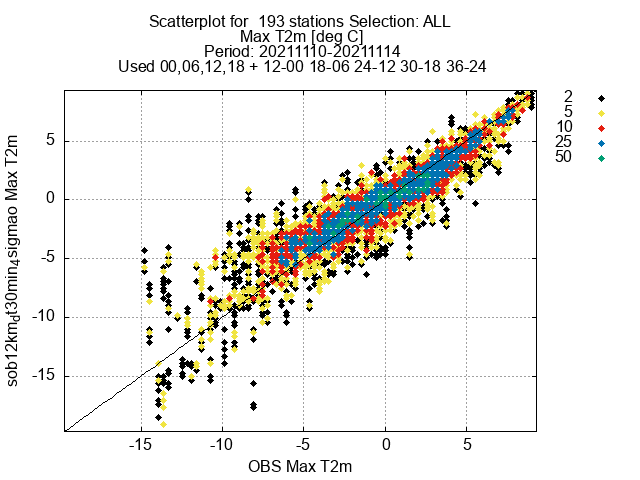 Scatterplot for  193 stations Selection: ALL
Max T2m [deg C]
Period: 20211110-20211114
Used 00,06,12,18 + 12-00 18-06 24-12 30-18 36-24
2
5
10
25
50
5
0
-5
-10
-15
sob12km_dt30min_4sigmao Max T2m
-15
-10
-5
0
5
OBS Max T2m